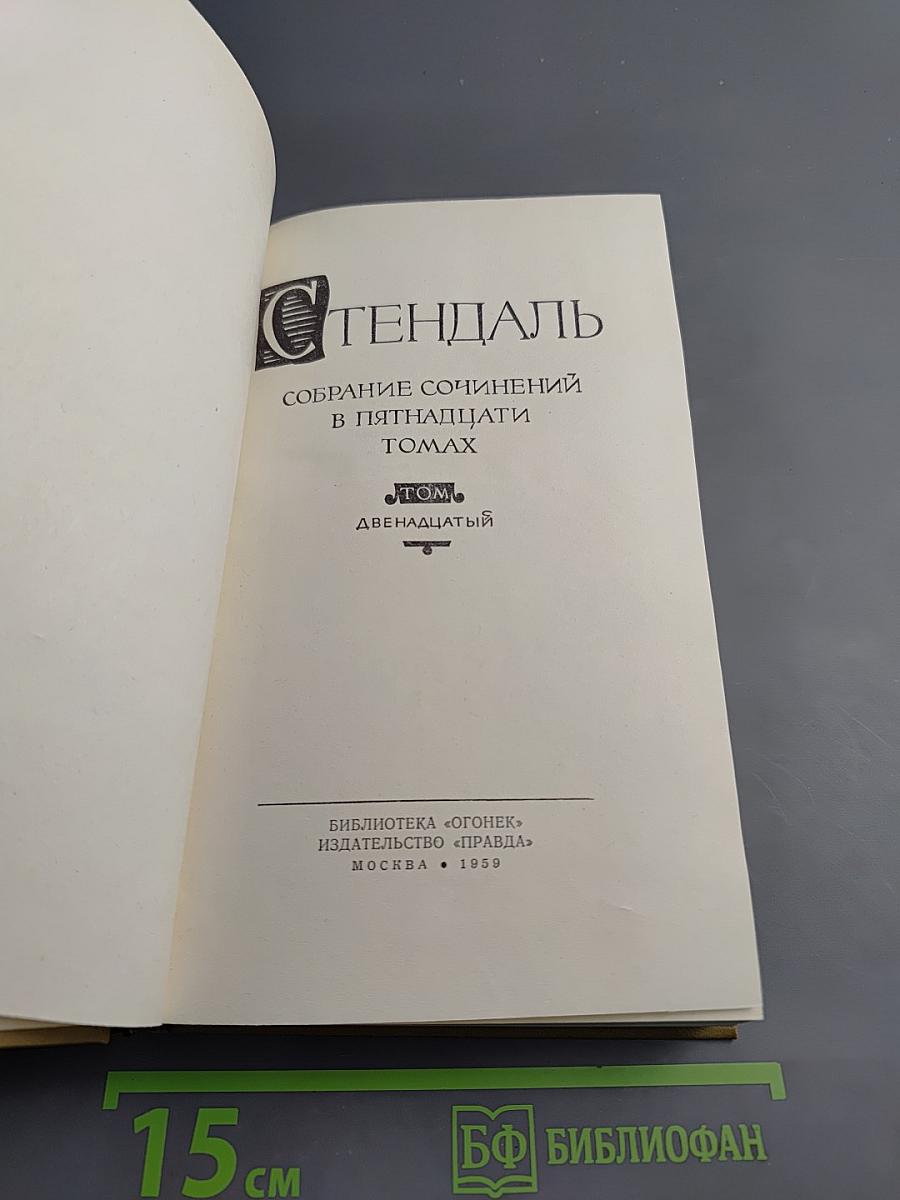 СТЕНДАЛЬ
СОБРАНИЕ СОЧИНЕНИЙ
В ПЯТНАДЦАТИ
ТОМАХ
ТОМ
ДВЕНАДЦАТЫЙ
БИБЛИОТЕКА «ОГОНЕК»
ИЗДАТЕЛЬСТВО «ПРАВДА»
МОСКВА • 1959
15 см
БФ БИБЛИОФАН